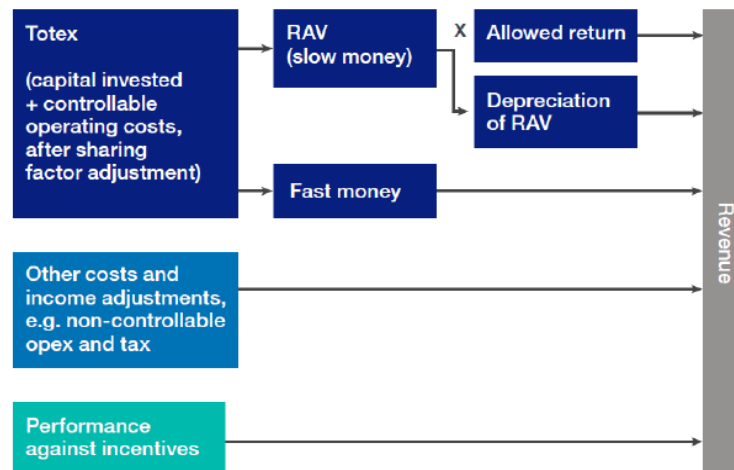 Totex
(capital invested
+ controllable
operating costs,
after sharing
factor adjustment)
RAV
(slow money)
X
Allowed return
Depreciation
of RAV
Fast money
Other costs and
income adjustments,
e.g. non-controllable
opex and tax
Performance
against incentives
Revenue